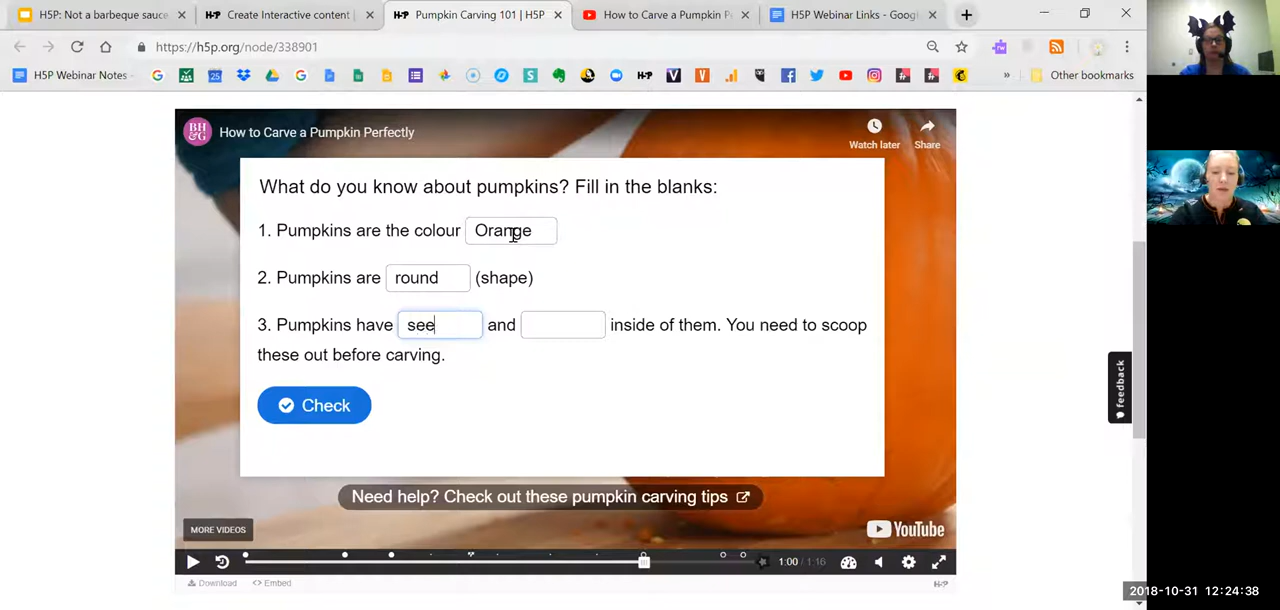 H5P: Not a barbeque sauce
H-P Create Interactive content
H-P Pumpkin Carving 101 | H5P
How to Carve a Pumpkin P
H5P Webinar Links - Goog
https://h5p.org/node/338901
H5P Webinar Notes
»
Other bookmarks
BH&G
How to Carve a Pumpkin Perfectly
Watch later
Share
What do you know about pumpkins? Fill in the blanks:
1. Pumpkins are the colour Orange
2. Pumpkins are round (shape)
3. Pumpkins have see and inside of them. You need to scoop
these out before carving.
Check
feedback
Need help? Check out these pumpkin carving tips
MORE VIDEOS
YouTube
1:00 / 1:16
Download
<> Embed
H-P
2018-10-31 12:24:38